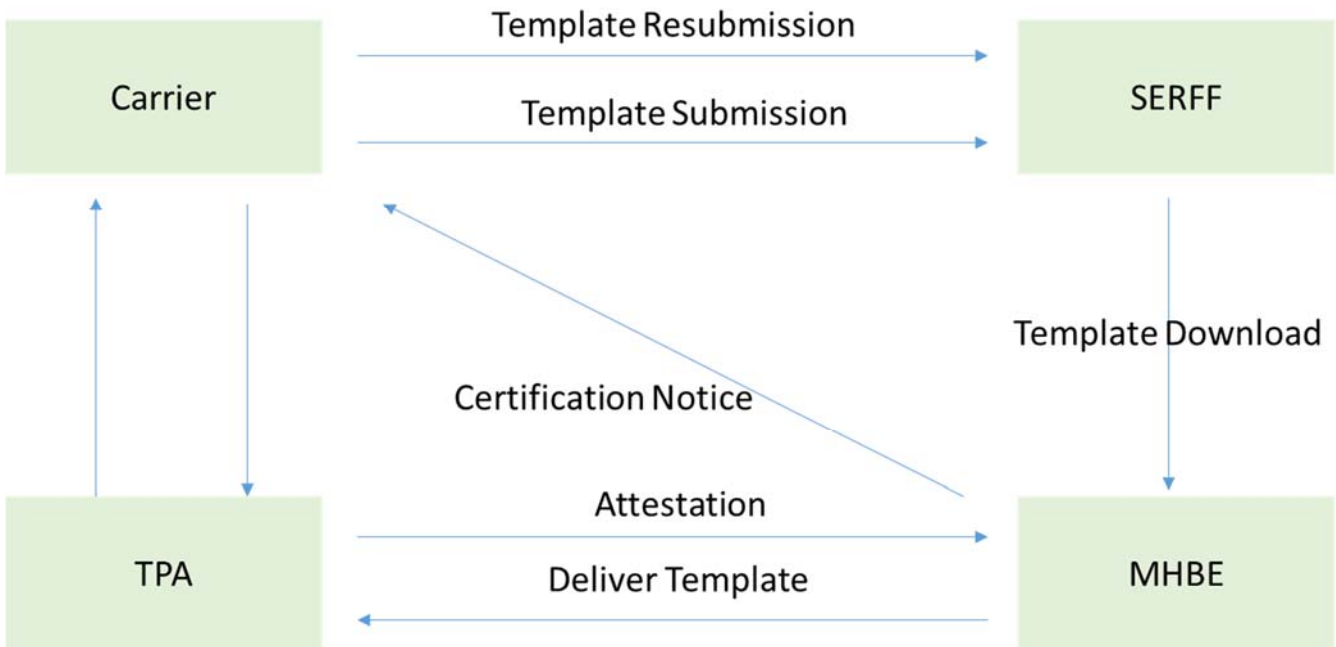 Template Resubmission
Carrier
SERFF
Template Submission
Template Download
Certification Notice
Attestation
TPA
Deliver Template
MHBE